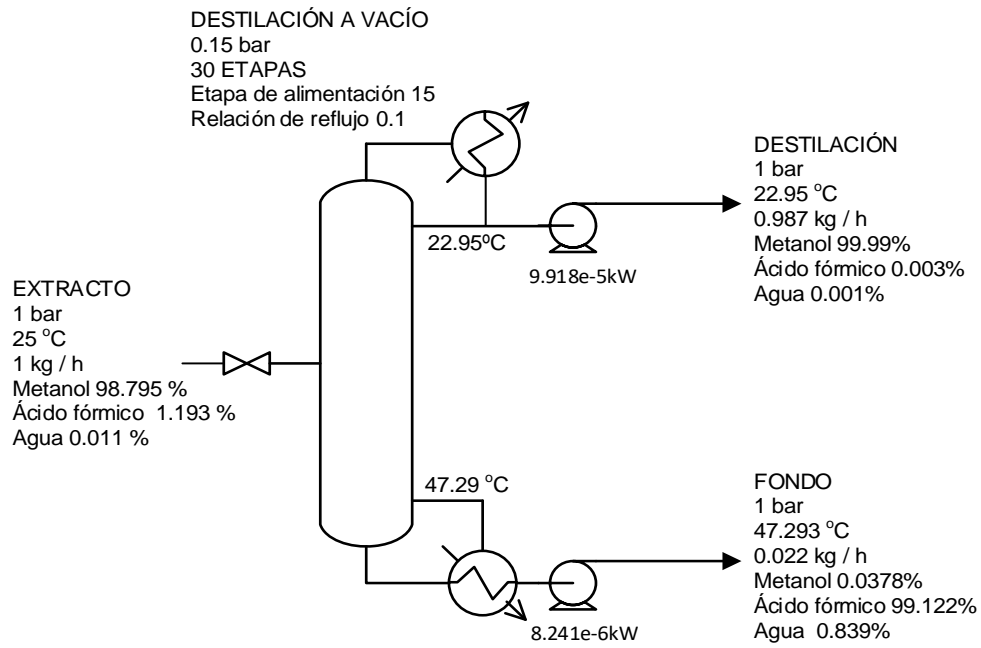 DESTILACIÓN A VACÍO
0.15 bar
30 ETAPAS
Etapa de alimentación 15
Relación de reflujo 0.1
DESTILACIÓN
1 bar
22.95 °C
0.987 kg / h
Metanol 99.99%
Ácido fórmico 0.003%
Agua 0.001%
22.95ºC
9.918e-5kW
EXTRACTO
1 bar
25 °C
1 kg / h
Metanol 98.795 %
Ácido fórmico 1.193 %
Agua 0.011 %
47.29 °C
FONDO
1 bar
47.293 °C
0.022 kg / h
Metanol 0.0378%
Ácido fórmico 99.122%
Agua 0.839%
8.241e-6kW